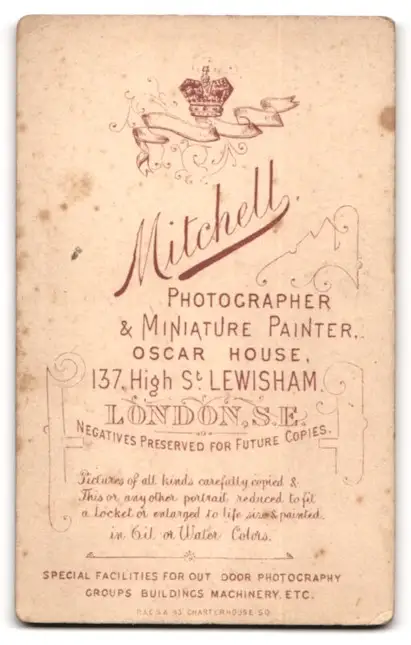 Mitchell.
PHOTOGRAPHER
& MINIATURE PAINTER,
OSCAR HOUSE,
137, High St. LEWISHAM.
LONDON, S.E.
NEGATIVES PRESERVED FOR FUTURE COPIES.
Pictures of all kinds carefully copied &
This or any other portrait reduced to fit
a Locket or enlarged to life size & painted.
in Oil or Water Colors.
SPECIAL FACILITIES FOR OUT DOOR PHOTOGRAPHY
GROUPS BUILDINGS MACHINERY, ETC.
CHARTERHOUSE SQ